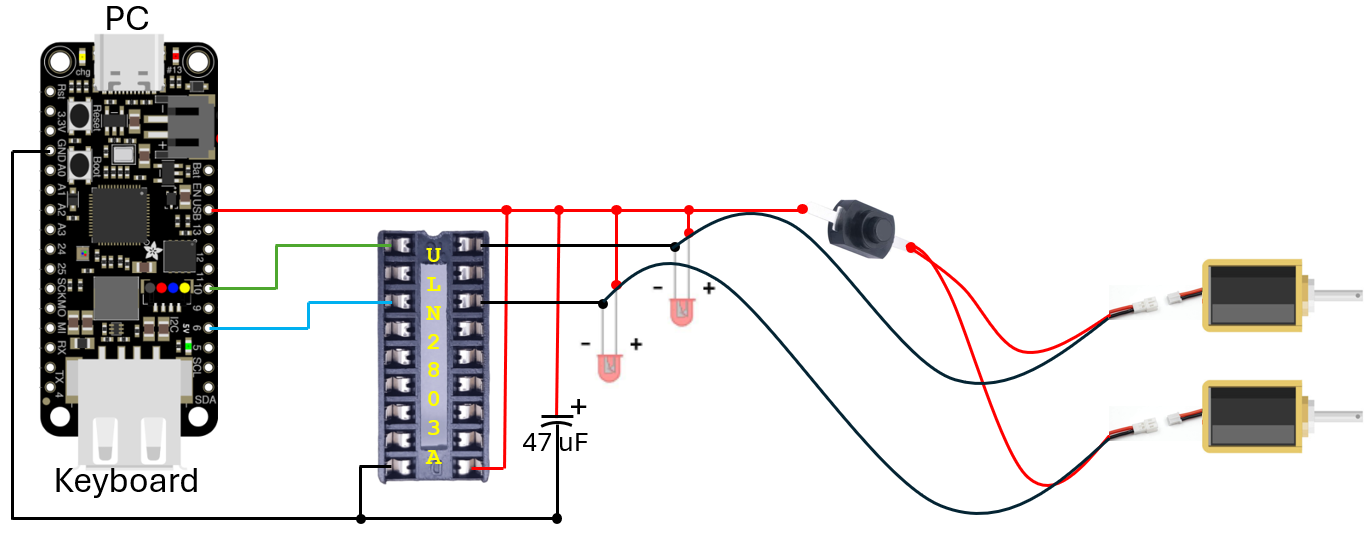 PC
chg
#13
Rst
3.3V
GND
A0
A1
A2
A3
24
25
SCK
MO
MI
RX
TX
4
Reset
Boot
Bat
EN
USB
13
12
11
10
9
6
5
SCL
SDA
I2C
5V
Keyboard
ULN2803A
47 uF
+
-
+
-
+